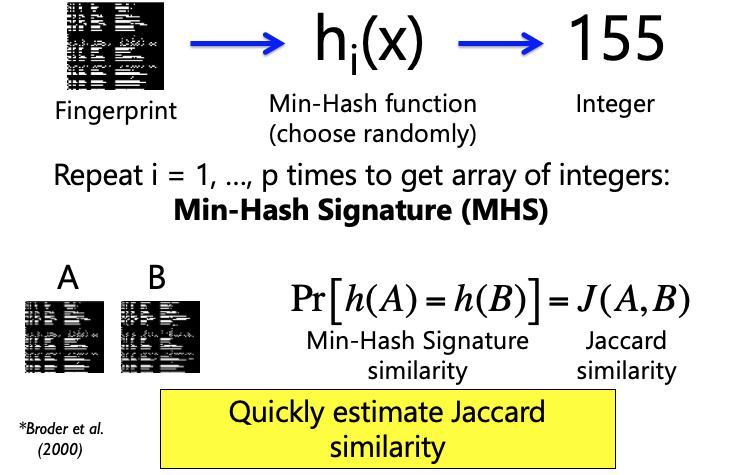 hᵢ(x)
155
Fingerprint
Min-Hash function
(choose randomly)
Integer
Repeat i = 1, …, p times to get array of integers:
Min-Hash Signature (MHS)
A
B
Pr[h(A) = h(B)] = J(A,B)
Min-Hash Signature
similarity
Jaccard
similarity
*Broder et al.
(2000)
Quickly estimate Jaccard
similarity